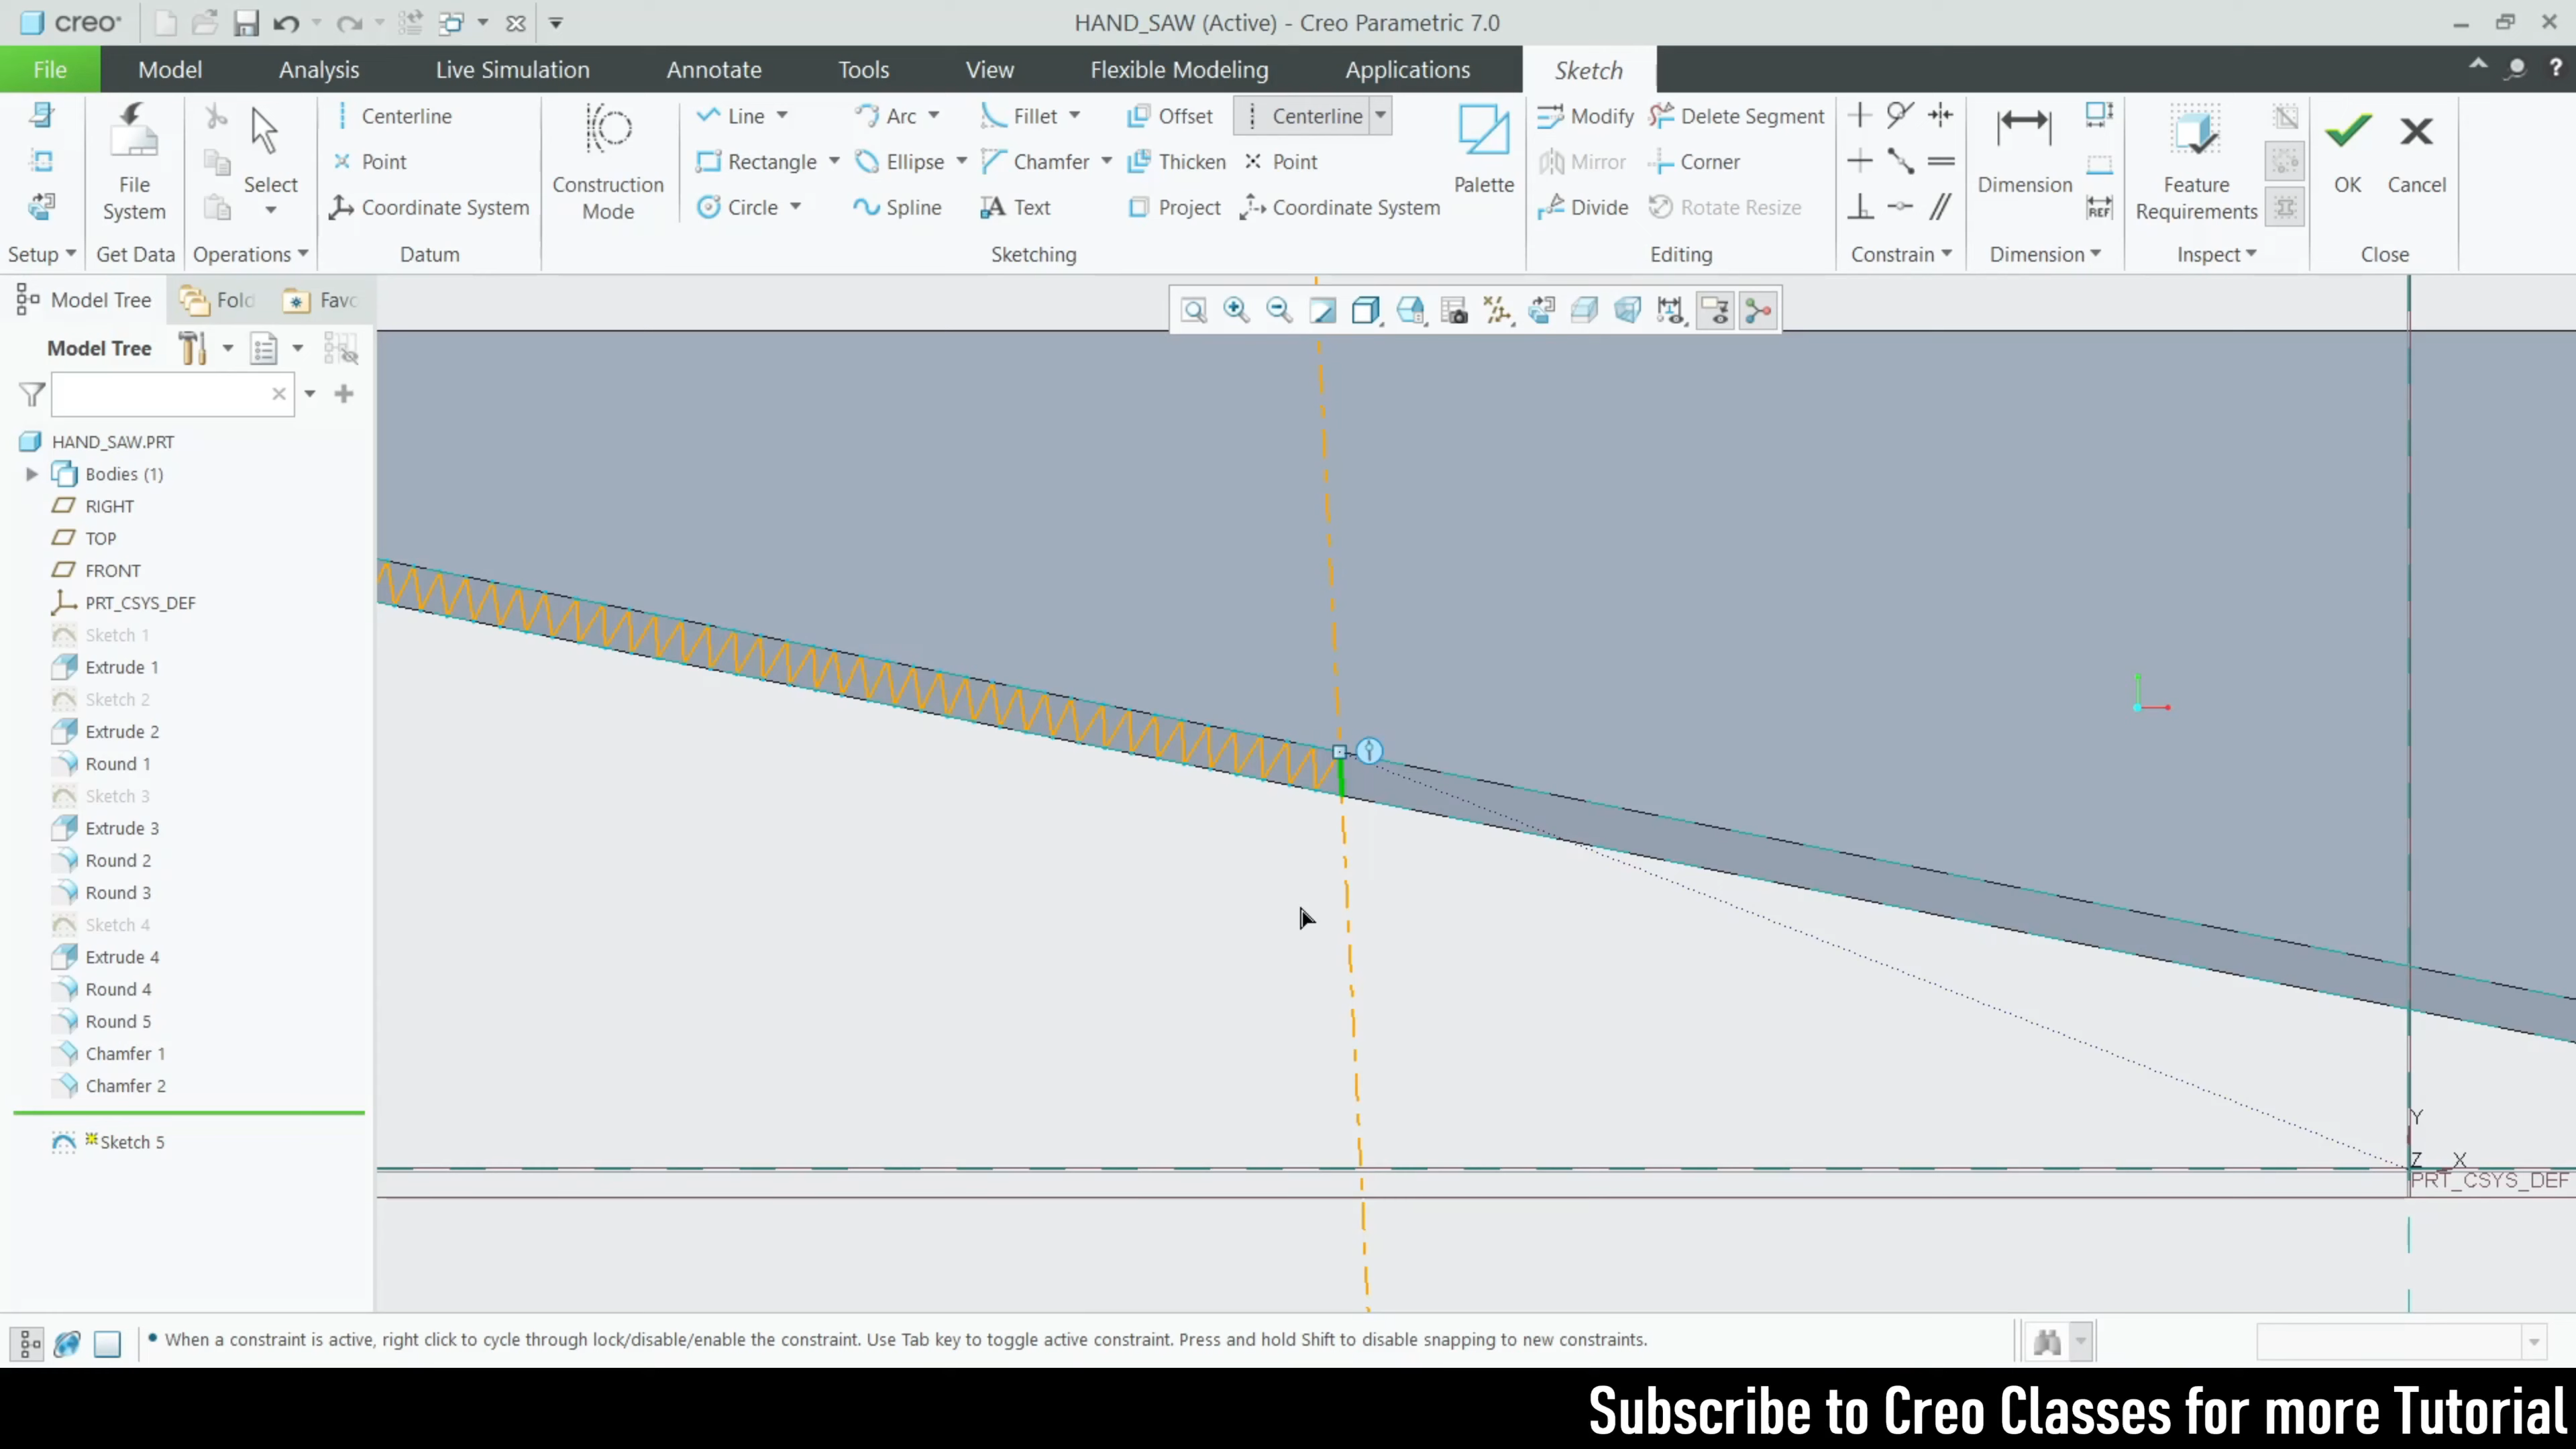 creo
HAND_SAW (Active) - Creo Parametric 7.0
File Model Analysis Live Simulation Annotate Tools View Flexible Modeling Applications Sketch
Centerline Line Arc Fillet Offset Centerline Modify Delete Segment
Point Rectangle Ellipse Chamfer Thicken Point Mirror Corner
File System Select Construction Mode Palette Dimension Feature Requirements OK Cancel
Coordinate System Circle Spline Text Project Coordinate System Divide Rotate Resize
REF
Setup Get Data Operations Datum Sketching Editing Constrain Dimension Inspect Close
Model Tree Fold Favc
Model Tree
HAND_SAW.PRT
Bodies (1)
RIGHT
TOP
FRONT
PRT_CSYS_DEF
Sketch 1
Extrude 1
Sketch 2
Extrude 2
Round 1
Sketch 3
Extrude 3
Round 2
Round 3
Sketch 4
Extrude 4
Round 4
Round 5
Chamfer 1
Chamfer 2
Sketch 5
Y
Z X
PRT_CSYS_DEF
When a constraint is active, right click to cycle through lock/disable/enable the constraint. Use Tab key to toggle active constraint. Press and hold Shift to disable snapping to new constraints.
Subscribe to Creo Classes for more Tutorial